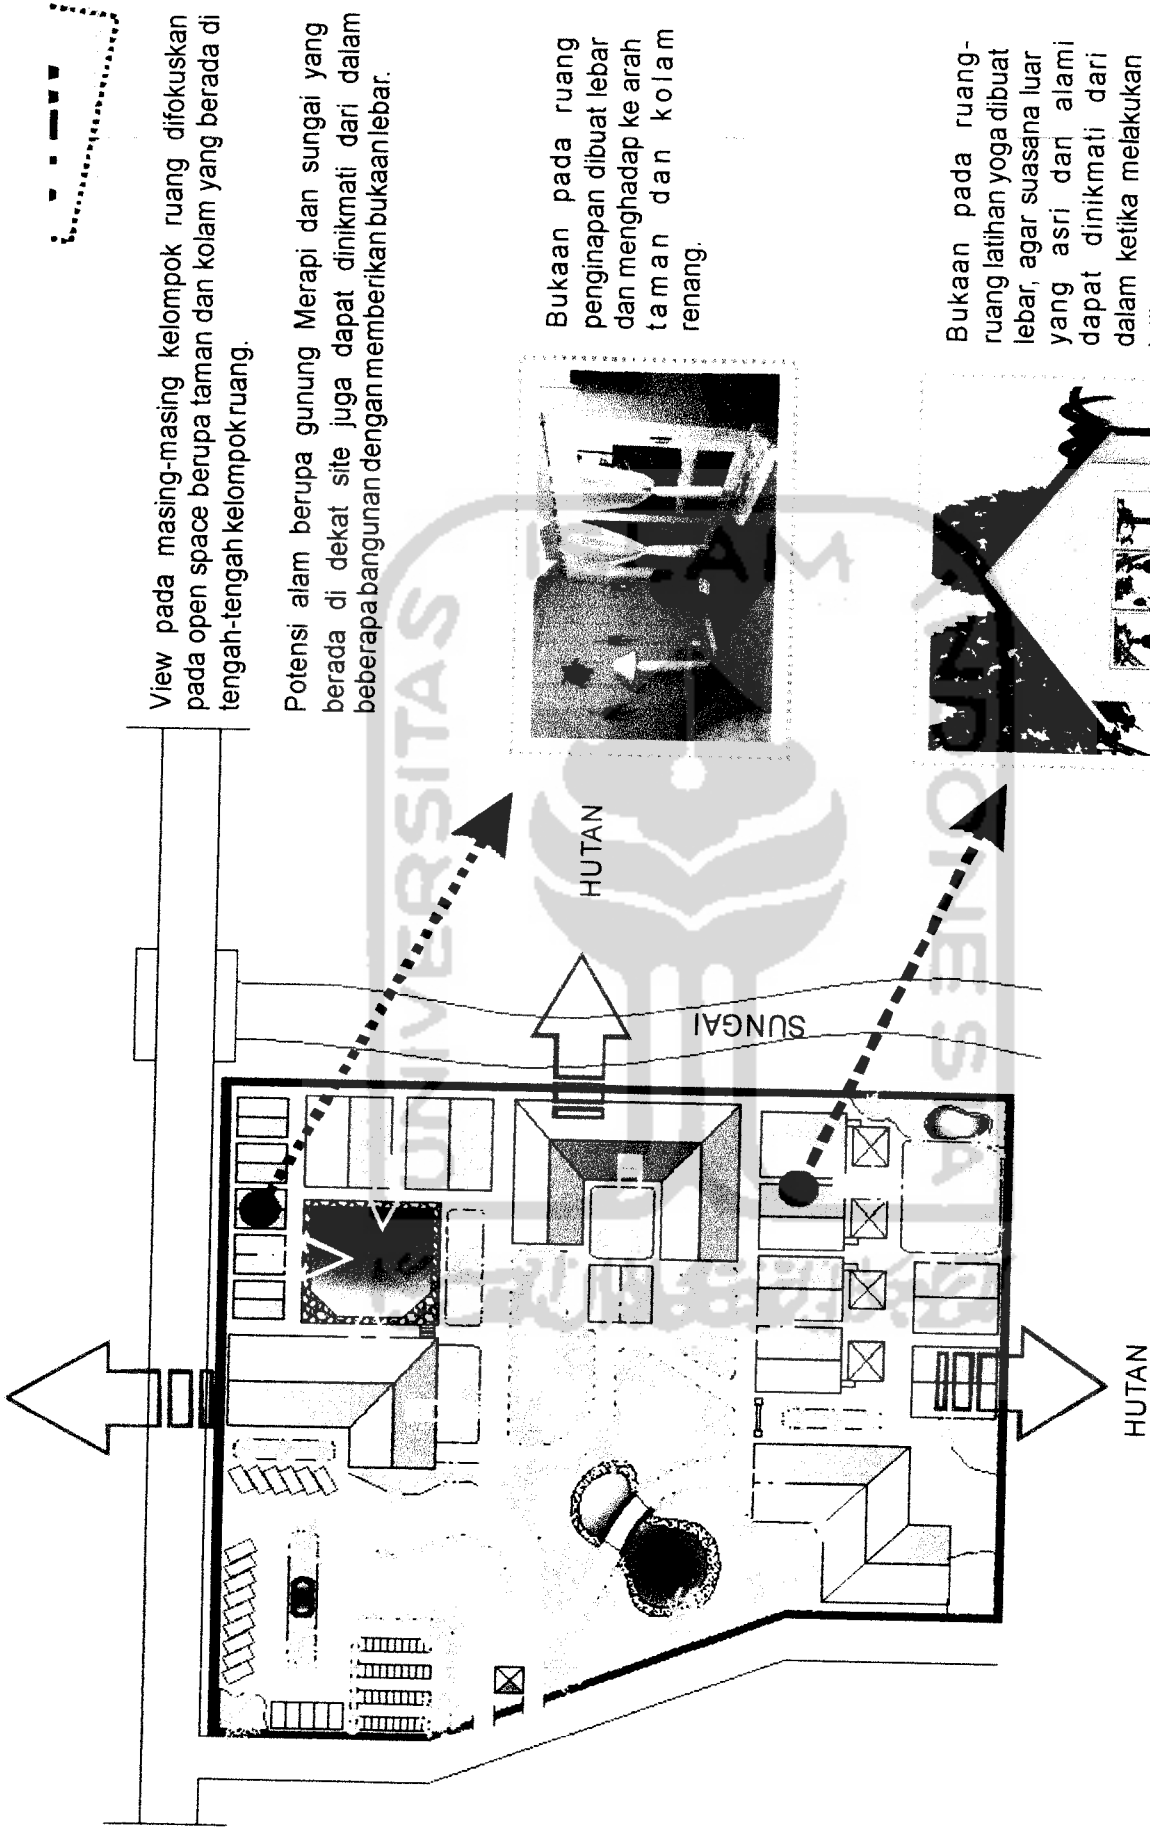 View pada masing-masing kelompok ruang difokuskan
pada open space berupa taman dan kolam yang berada di
tengah-tengah kelompok ruang.
Potensi alam berupa gunung Merapi dan sungai yang
berada di dekat site juga dapat dinikmati dari dalam
beberapa bangunan dengan memberikan bukaan lebar.
Bukaan pada ruang
penginapan dibuat lebar
dan menghadap ke arah
taman dan kolam
renang.
Bukaan pada ruang-
ruang latihan yoga dibuat
lebar, agar suasana luar
yang asri dan alami
dapat dinikmati dari
dalam ketika melakukan
HUTAN
SUNGAI
HUTAN
UNIVERSITAS
ISLAM
INDONESIA